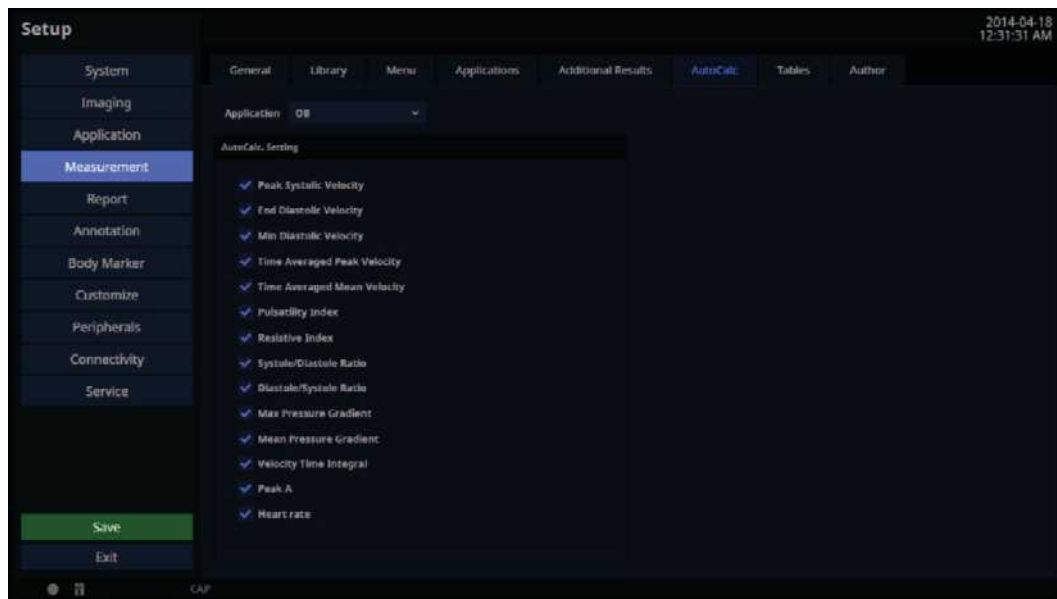 Setup
2014-04-18
12:31:31 AM
System
Imaging
Application
Measurement
Report
Annotation
Body Marker
Customize
Peripherals
Connectivity
Service
Save
Exit
General Library Menu Applications Additional Results AutoCalc Tables Author
Application OB
AutoCalc. Setting
Peak Systolic Velocity
End Diastolic Velocity
Min Diastolic Velocity
Time Averaged Peak Velocity
Time Averaged Mean Velocity
Pulsatility Index
Resistive Index
Systole/Diastole Ratio
Diastole/Systole Ratio
Max Pressure Gradient
Mean Pressure Gradient
Velocity Time Integral
Peak A
Heart rate
CAP